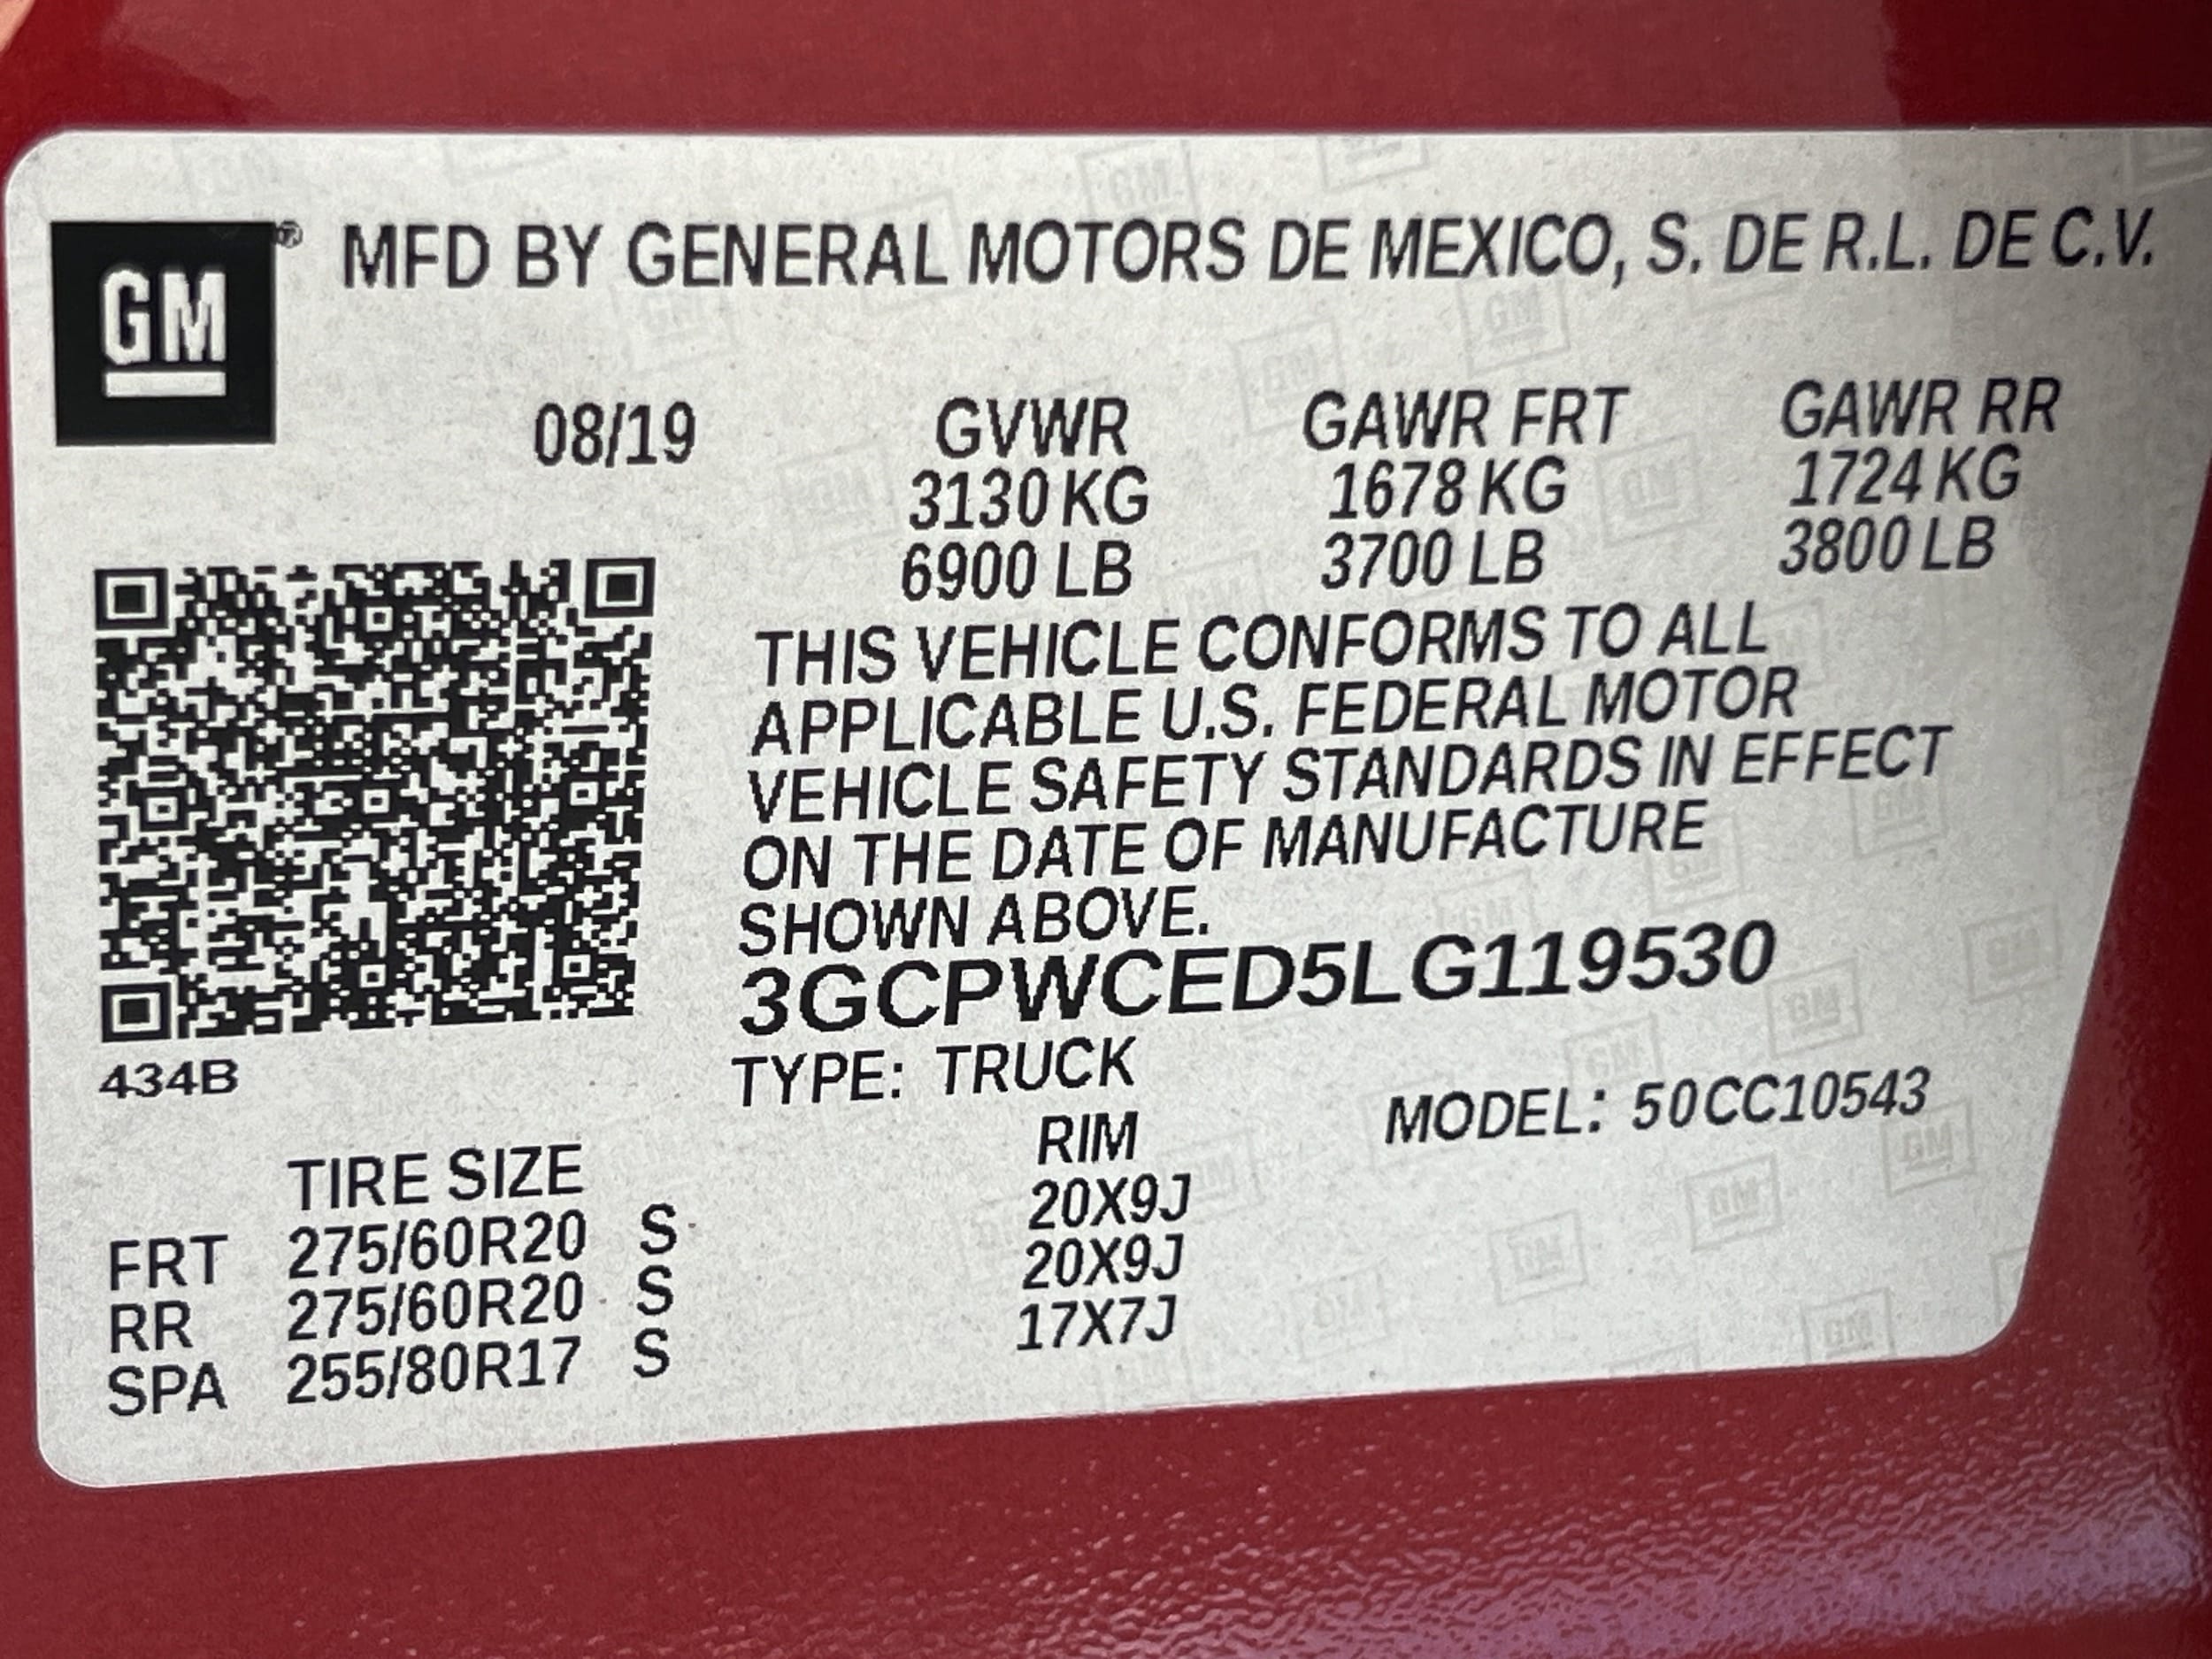 GM ® MFD BY GENERAL MOTORS DE MEXICO, S. DE R.L. DE C.V.
08/19 GVWR GAWR FRT GAWR RR
3130 KG 1678 KG 1724 KG
6900 LB 3700 LB 3800 LB
THIS VEHICLE CONFORMS TO ALL
APPLICABLE U.S. FEDERAL MOTOR
VEHICLE SAFETY STANDARDS IN EFFECT
ON THE DATE OF MANUFACTURE
SHOWN ABOVE.
3GCPWCED5LG119530
434B
TYPE: TRUCK MODEL: 50CC10543
TIRE SIZE RIM
FRT 275/60R20 S 20X9J
RR 275/60R20 S 20X9J
SPA 255/80R17 S 17X7J